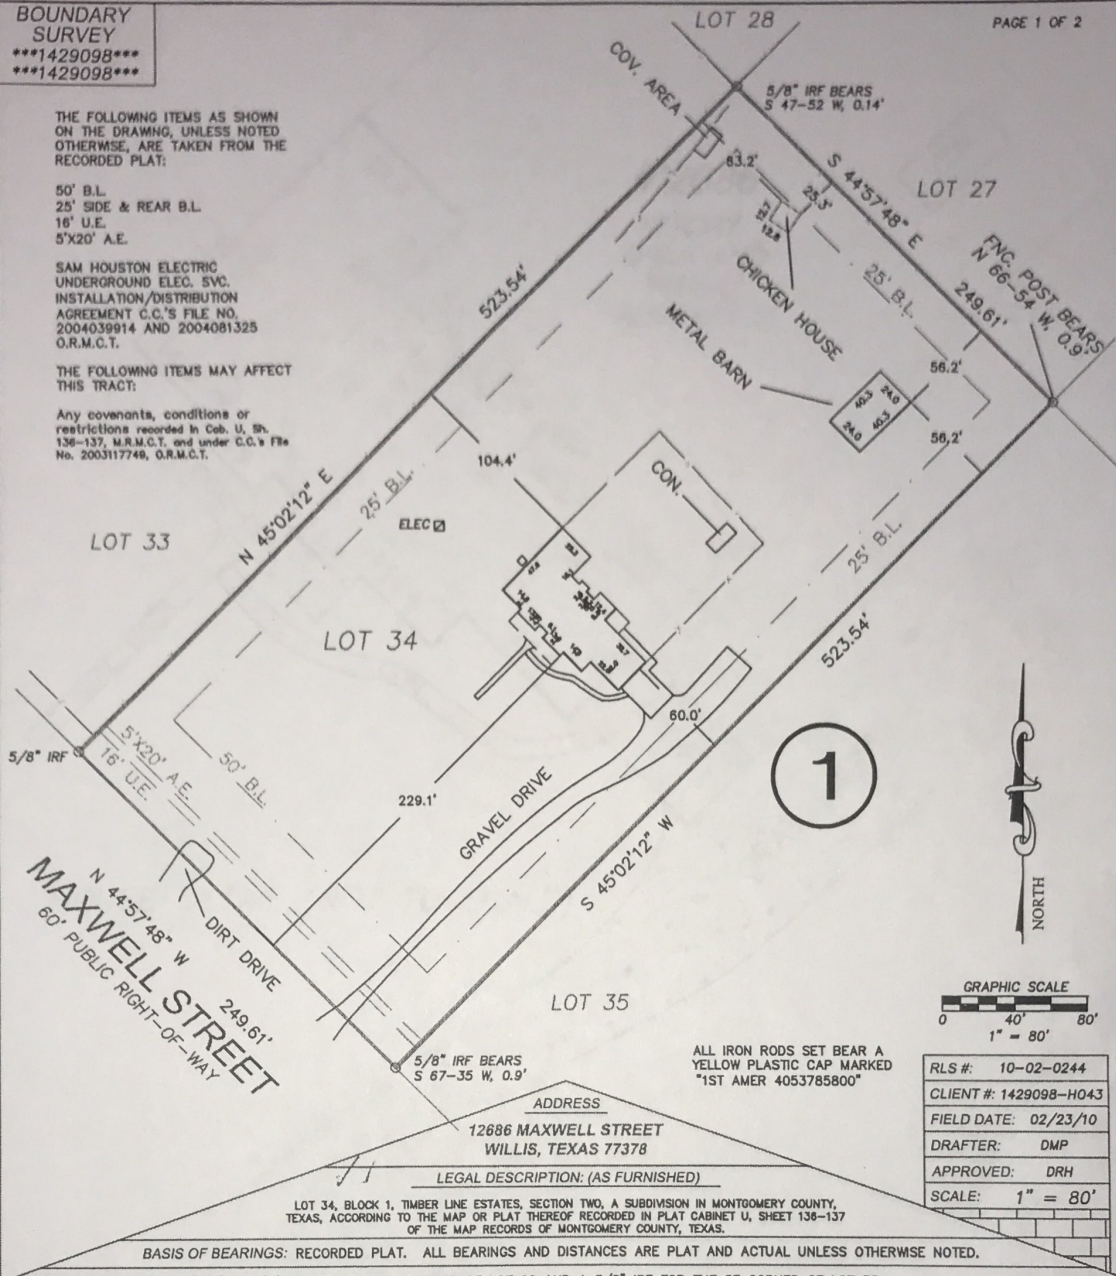 BOUNDARY
SURVEY
***1429098***
***1429098***
PAGE 1 OF 2
THE FOLLOWING ITEMS AS SHOWN
ON THE DRAWING, UNLESS NOTED
OTHERWISE, ARE TAKEN FROM THE
RECORDED PLAT:
50' B.L.
25' SIDE & REAR B.L.
16' U.E.
5'X20' A.E.
SAM HOUSTON ELECTRIC
UNDERGROUND ELEC. SVC.
INSTALLATION/DISTRIBUTION
AGREEMENT C.C.'S FILE NO.
2004039914 AND 2004081325
O.R.M.C.T.
THE FOLLOWING ITEMS MAY AFFECT
THIS TRACT:
Any covenants, conditions or
restrictions recorded in Cab. U, Sh.
136-137, M.R.M.C.T. and under C.C.'s File
No. 2003117749, O.R.M.C.T.
LOT 28
COV. AREA
5/8" IRF BEARS
S 47-52 W, 0.14'
83.2'
25.3'
12.8
S 44°57'48" E
249.61'
LOT 27
FNC. POST BEARS
N 66-54 W, 0.9'
25' B.L.
CHICKEN HOUSE
METAL BARN
56.2'
40.3
24.0
24.0
40.3
56.2'
523.54'
N 45°02'12" E
104.4'
CON.
25' B.L.
ELEC
LOT 33
25' B.L.
LOT 34
523.54'
S 45°02'12" W
60.0'
1
5/8" IRF
5'X20' A.E.
16' U.E.
50' B.L.
229.1'
GRAVEL DRIVE
DIRT DRIVE
N 44°57'48" W
249.61'
MAXWELL STREET
60' PUBLIC RIGHT-OF-WAY
NORTH
LOT 35
GRAPHIC SCALE
0 40' 80'
1" = 80'
5/8" IRF BEARS
S 67-35 W, 0.9'
ALL IRON RODS SET BEAR A
YELLOW PLASTIC CAP MARKED
"1ST AMER 4053785800"
RLS #: 10-02-0244
CLIENT #: 1429098-H043
FIELD DATE: 02/23/10
DRAFTER: DMP
APPROVED: DRH
SCALE: 1" = 80'
ADDRESS
12686 MAXWELL STREET
WILLIS, TEXAS 77378
LEGAL DESCRIPTION: (AS FURNISHED)
LOT 34, BLOCK 1, TIMBER LINE ESTATES, SECTION TWO, A SUBDIVISION IN MONTGOMERY COUNTY,
TEXAS, ACCORDING TO THE MAP OR PLAT THEREOF RECORDED IN PLAT CABINET U, SHEET 136-137
OF THE MAP RECORDS OF MONTGOMERY COUNTY, TEXAS.
BASIS OF BEARINGS: RECORDED PLAT. ALL BEARINGS AND DISTANCES ARE PLAT AND ACTUAL UNLESS OTHERWISE NOTED.